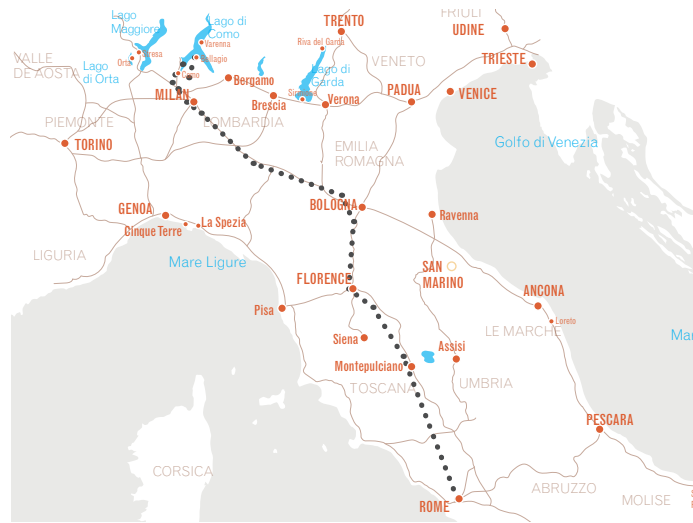 FRIULI
Lago
Maggiore
Lago di
Como
TRENTO
UDINE
Varenna
Riva del Garda
Stresa
Orta
Bellagio
VALLE
DE AOSTA
Lago
di Orta
Como
Lago di
Garda
VENETO
TRIESTE
Bergamo
MILAN
Sirmione
Brescia
Verona
PADUA
VENICE
PIEMONTE
LOMBARDIA
TORINO
EMILIA
ROMAGNA
Golfo di Venezia
GENOA
BOLOGNA
Ravenna
La Spezia
Cinque Terre
LIGURIA
Mare Ligure
SAN
MARINO
FLORENCE
ANCONA
Pisa
Loreto
LE MARCHE
Mar
Siena
Assisi
Montepulciano
TOSCANA
UMBRIA
PESCARA
CORSICA
ABRUZZO
MOLISE
ROME